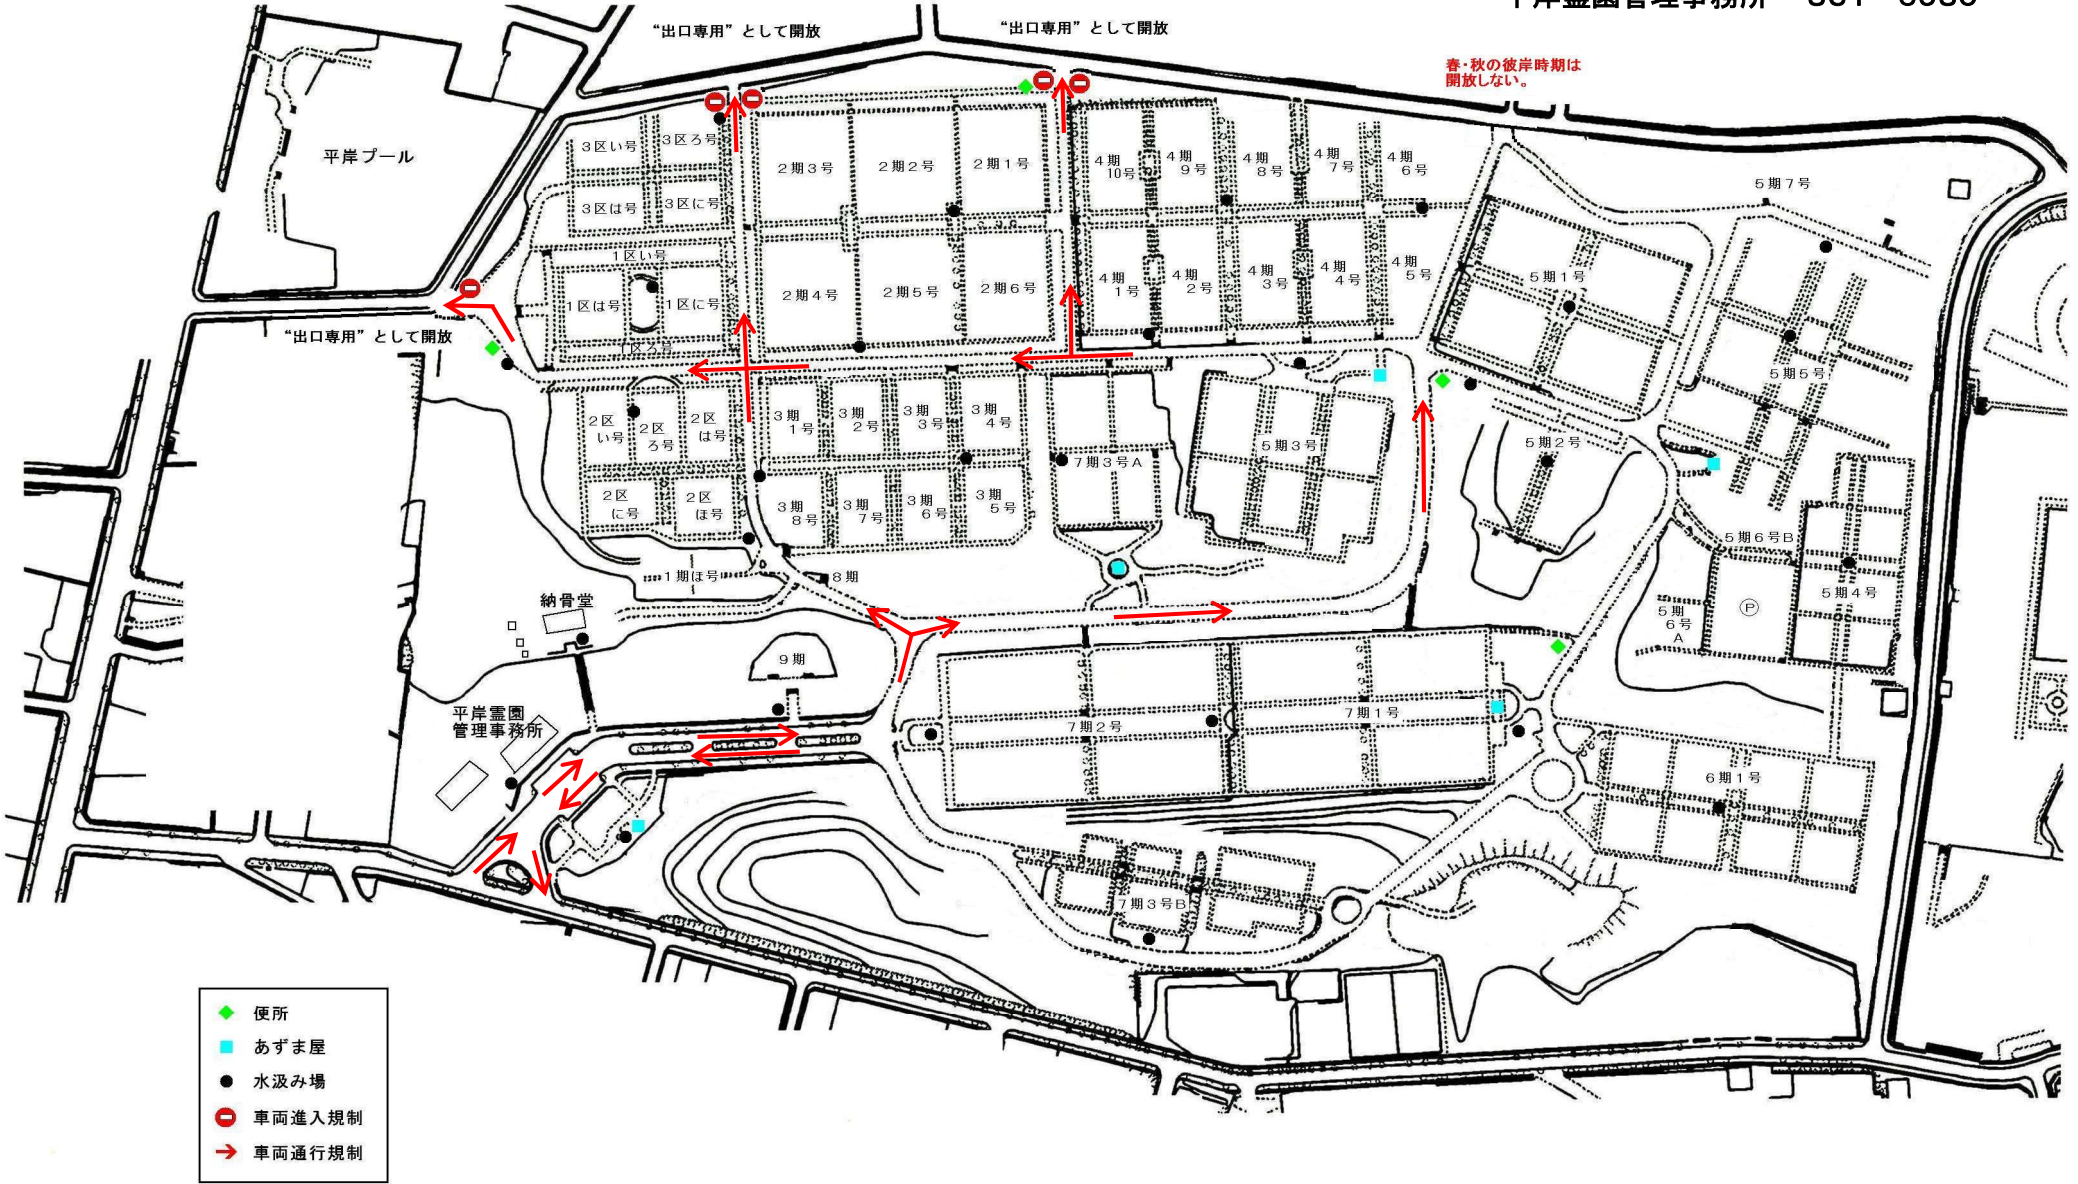 平岸霊園管理事務所
“出口専用”として開放
“出口専用”として開放
春・秋の彼岸時期は
開放しない。
平岸プール
3区い号
3区ろ号
3区は号
3区に号
2期3号
2期2号
2期1号
4期
10号
4期
9号
4期
8号
4期
7号
4期
6号
5期7号
1区い号
1区は号
1区に号
1区ろ号
2期4号
2期5号
2期6号
4期
1号
4期
2号
4期
3号
4期
4号
4期
5号
5期1号
“出口専用”として開放
5期5号
2区
い号
2区
ろ号
2区
は号
3期
1号
3期
2号
3期
3号
3期
4号
7期3号A
5期3号
5期2号
2区
に号
2区
ほ号
3期
8号
3期
7号
3期
6号
3期
5号
5期6号B
1期ほ号
8期
5期4号
納骨堂
5期
6号
A
P
9期
平岸霊園
管理事務所
7期2号
7期1号
6期1号
7期3号B
便所
あずま屋
水汲み場
車両進入規制
車両通行規制